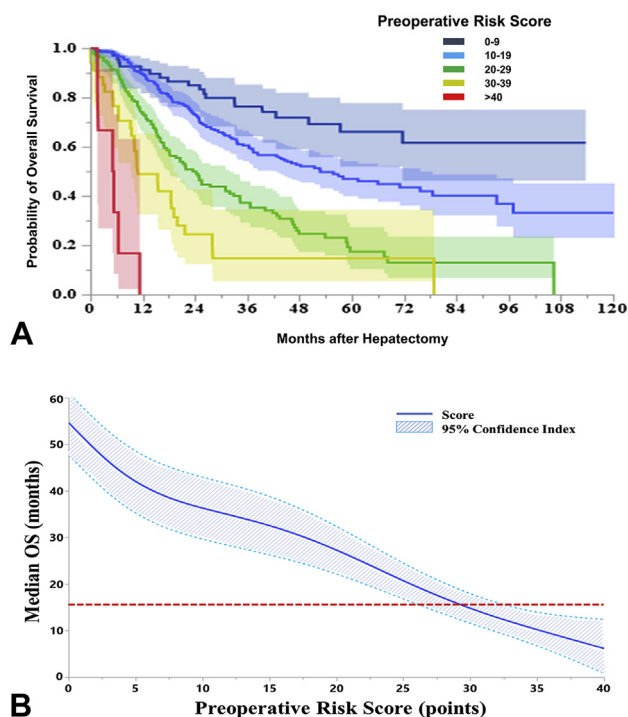 Preoperative Risk Score
0-9
10-19
20-29
30-39
>40
Probability of Overall Survival
1.0
0.8
0.6
0.4
0.2
0.0
0 12 24 36 48 60 72 84 96 108 120
Months after Hepatectomy
A
Score
95% Confidence Index
Median OS (months)
60
50
40
30
20
10
0
0 5 10 15 20 25 30 35 40
Preoperative Risk Score (points)
B